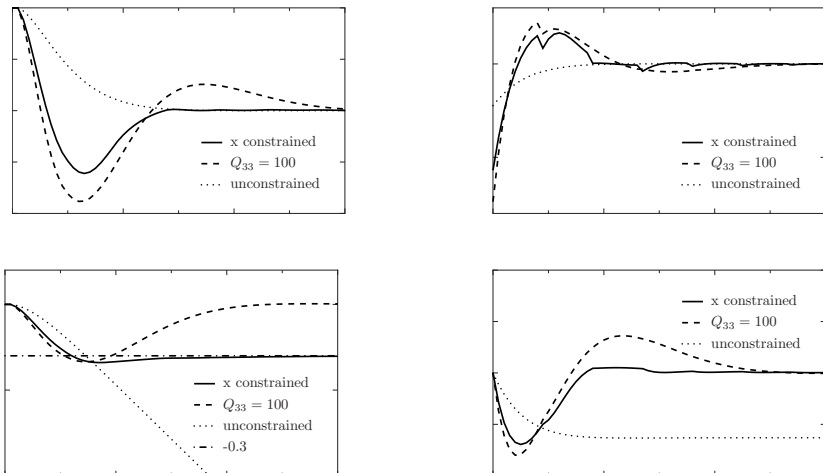 x constrained
Q₃₃ = 100
unconstrained
x constrained
Q₃₃ = 100
unconstrained
x constrained
Q₃₃ = 100
unconstrained
-0.3
x constrained
Q₃₃ = 100
unconstrained